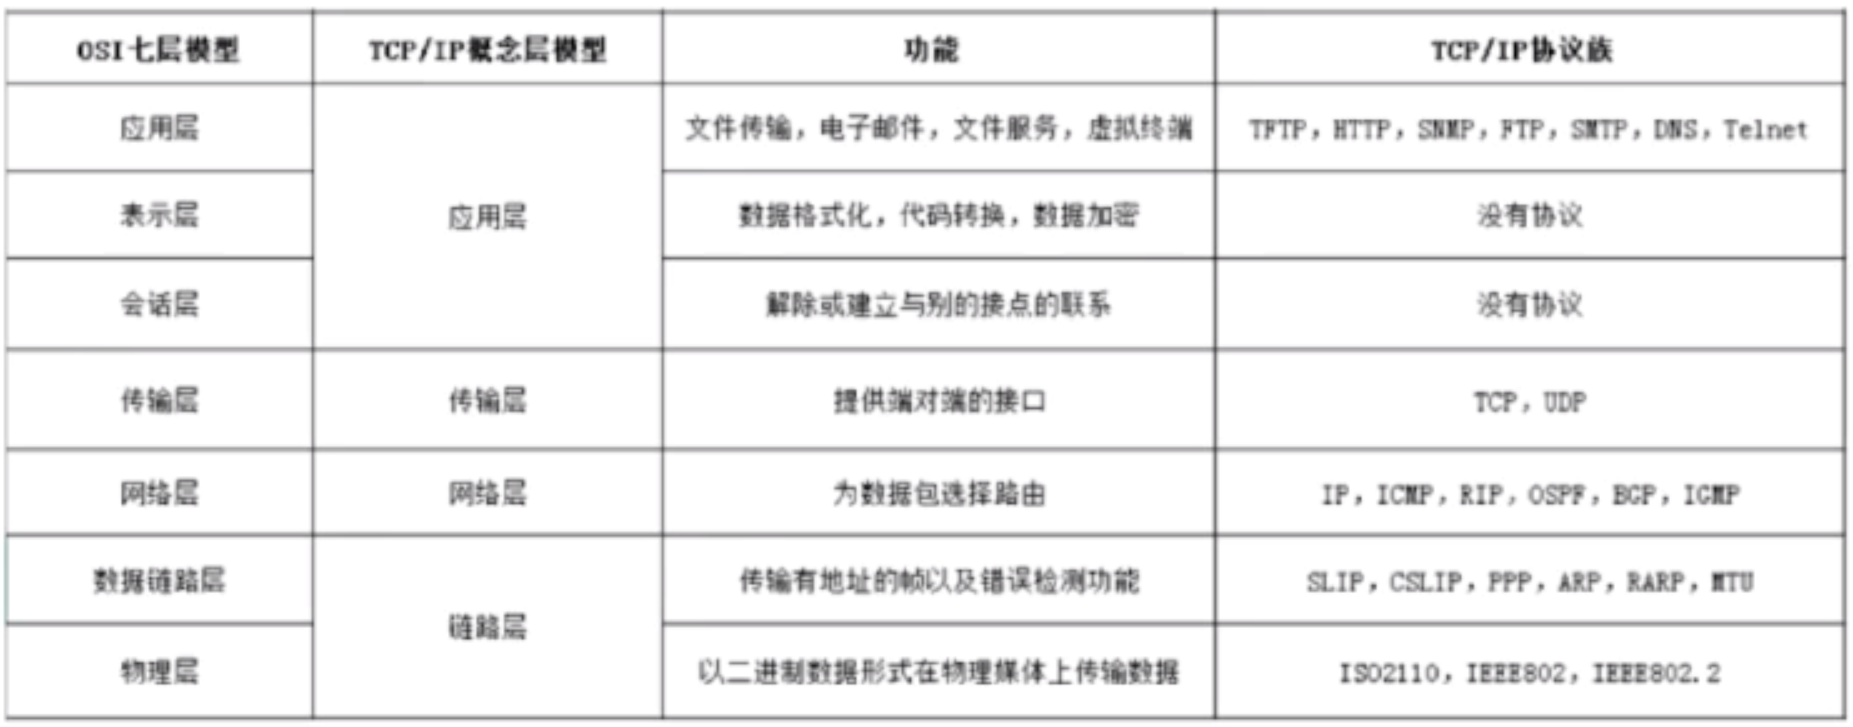 OSI七层模型 TCP/IP概念层模型 功能 TCP/IP协议族
应用层 文件传输，电子邮件，文件服务，虚拟终端 TFTP，HTTP，SNMP，FTP，SMTP，DNS，Telnet
表示层 应用层 数据格式化，代码转换，数据加密 没有协议
会话层 解除或建立与别的接点的联系 没有协议
传输层 传输层 提供端对端的接口 TCP，UDP
网络层 网络层 为数据包选择路由 IP，ICMP，RIP，OSPF，BGP，IGMP
数据链路层 传输有地址的帧以及错误检测功能 SLIP，CSLIP，PPP，ARP，RARP，MTU
链路层
物理层 以二进制数据形式在物理媒体上传输数据 ISO2110，IEEE802，IEEE802.2